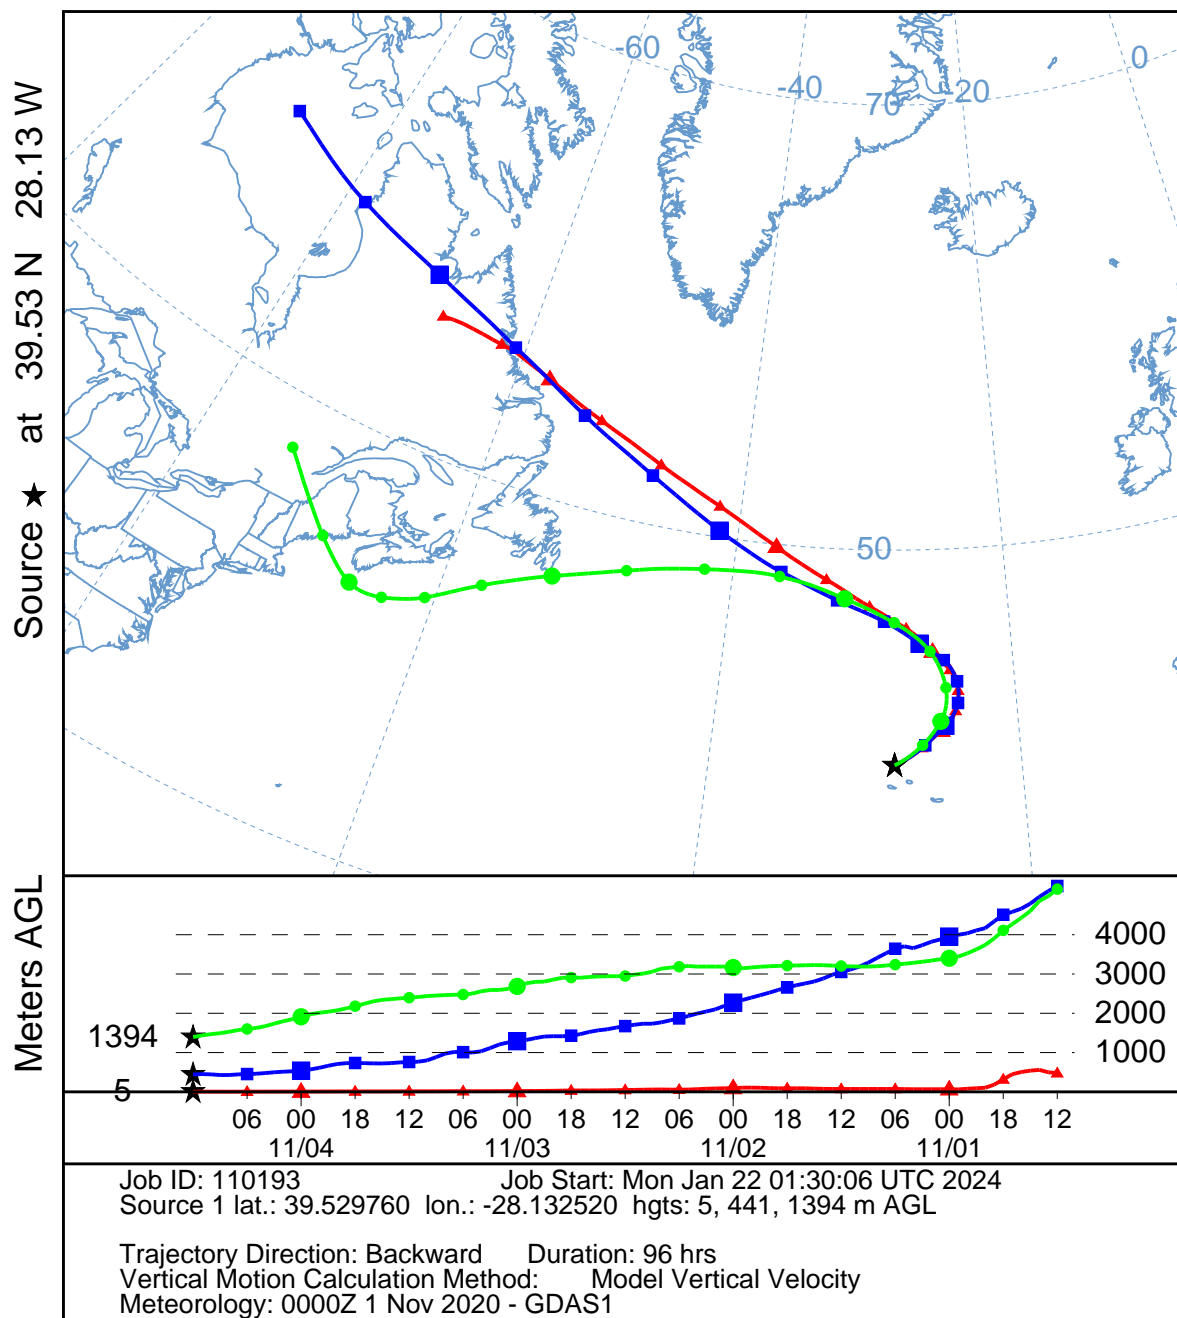 Source ★ at 39.53 N 28.13 W
-60
-40
70
-20
0
50
Meters AGL
4000
3000
2000
1000
1394
5
06 00 18 12 06 00 18 12 06 00 18 12 06 00 18 12
11/04 11/03 11/02 11/01
Job ID: 110193 Job Start: Mon Jan 22 01:30:06 UTC 2024
Source 1 lat.: 39.529760 lon.: -28.132520 hgts: 5, 441, 1394 m AGL
Trajectory Direction: Backward Duration: 96 hrs
Vertical Motion Calculation Method: Model Vertical Velocity
Meteorology: 0000Z 1 Nov 2020 - GDAS1